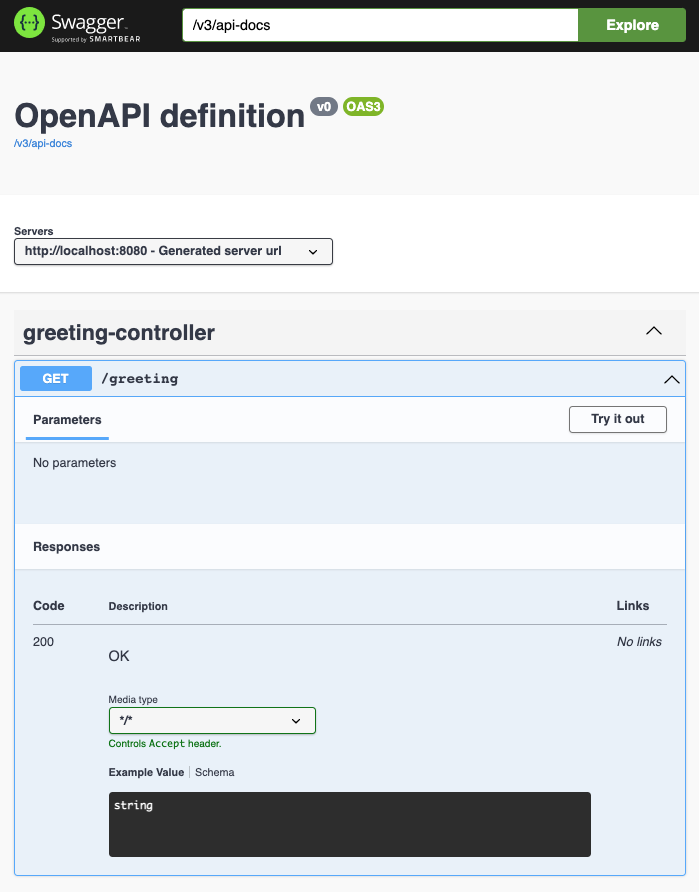 Swagger
Supported by SMARTBEAR
/v3/api-docs
Explore
OpenAPI definition v0 OAS3
/v3/api-docs
Servers
http://localhost:8080 - Generated server url
greeting-controller
GET /greeting
Parameters
Try it out
No parameters
Responses
Code Description Links
200 OK No links
Media type
*/*
Controls Accept header.
Example Value Schema
string